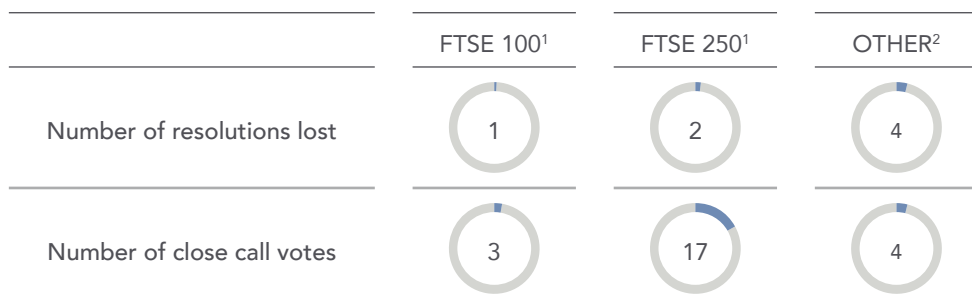 FTSE 100¹ FTSE 250¹ OTHER²
Number of resolutions lost 1 2 4
Number of close call votes 3 17 4